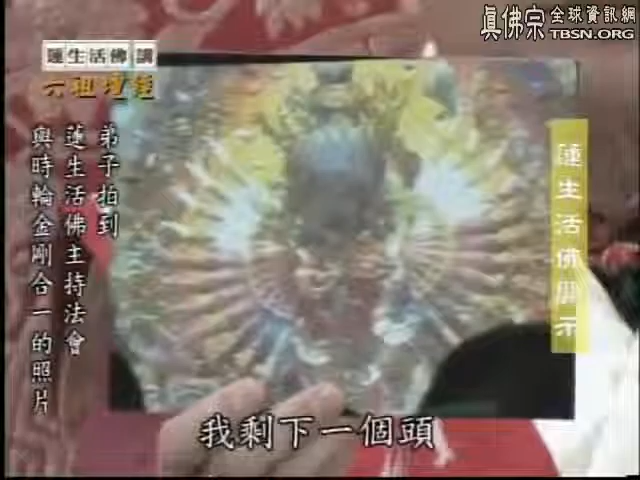 真佛宗全球資訊網
TBSN.ORG
蓮生活佛 講
六祖壇經
弟子拍到
蓮生活佛主持法會
與時輪金剛合一的照片
蓮生活佛開示
我剩下一個頭